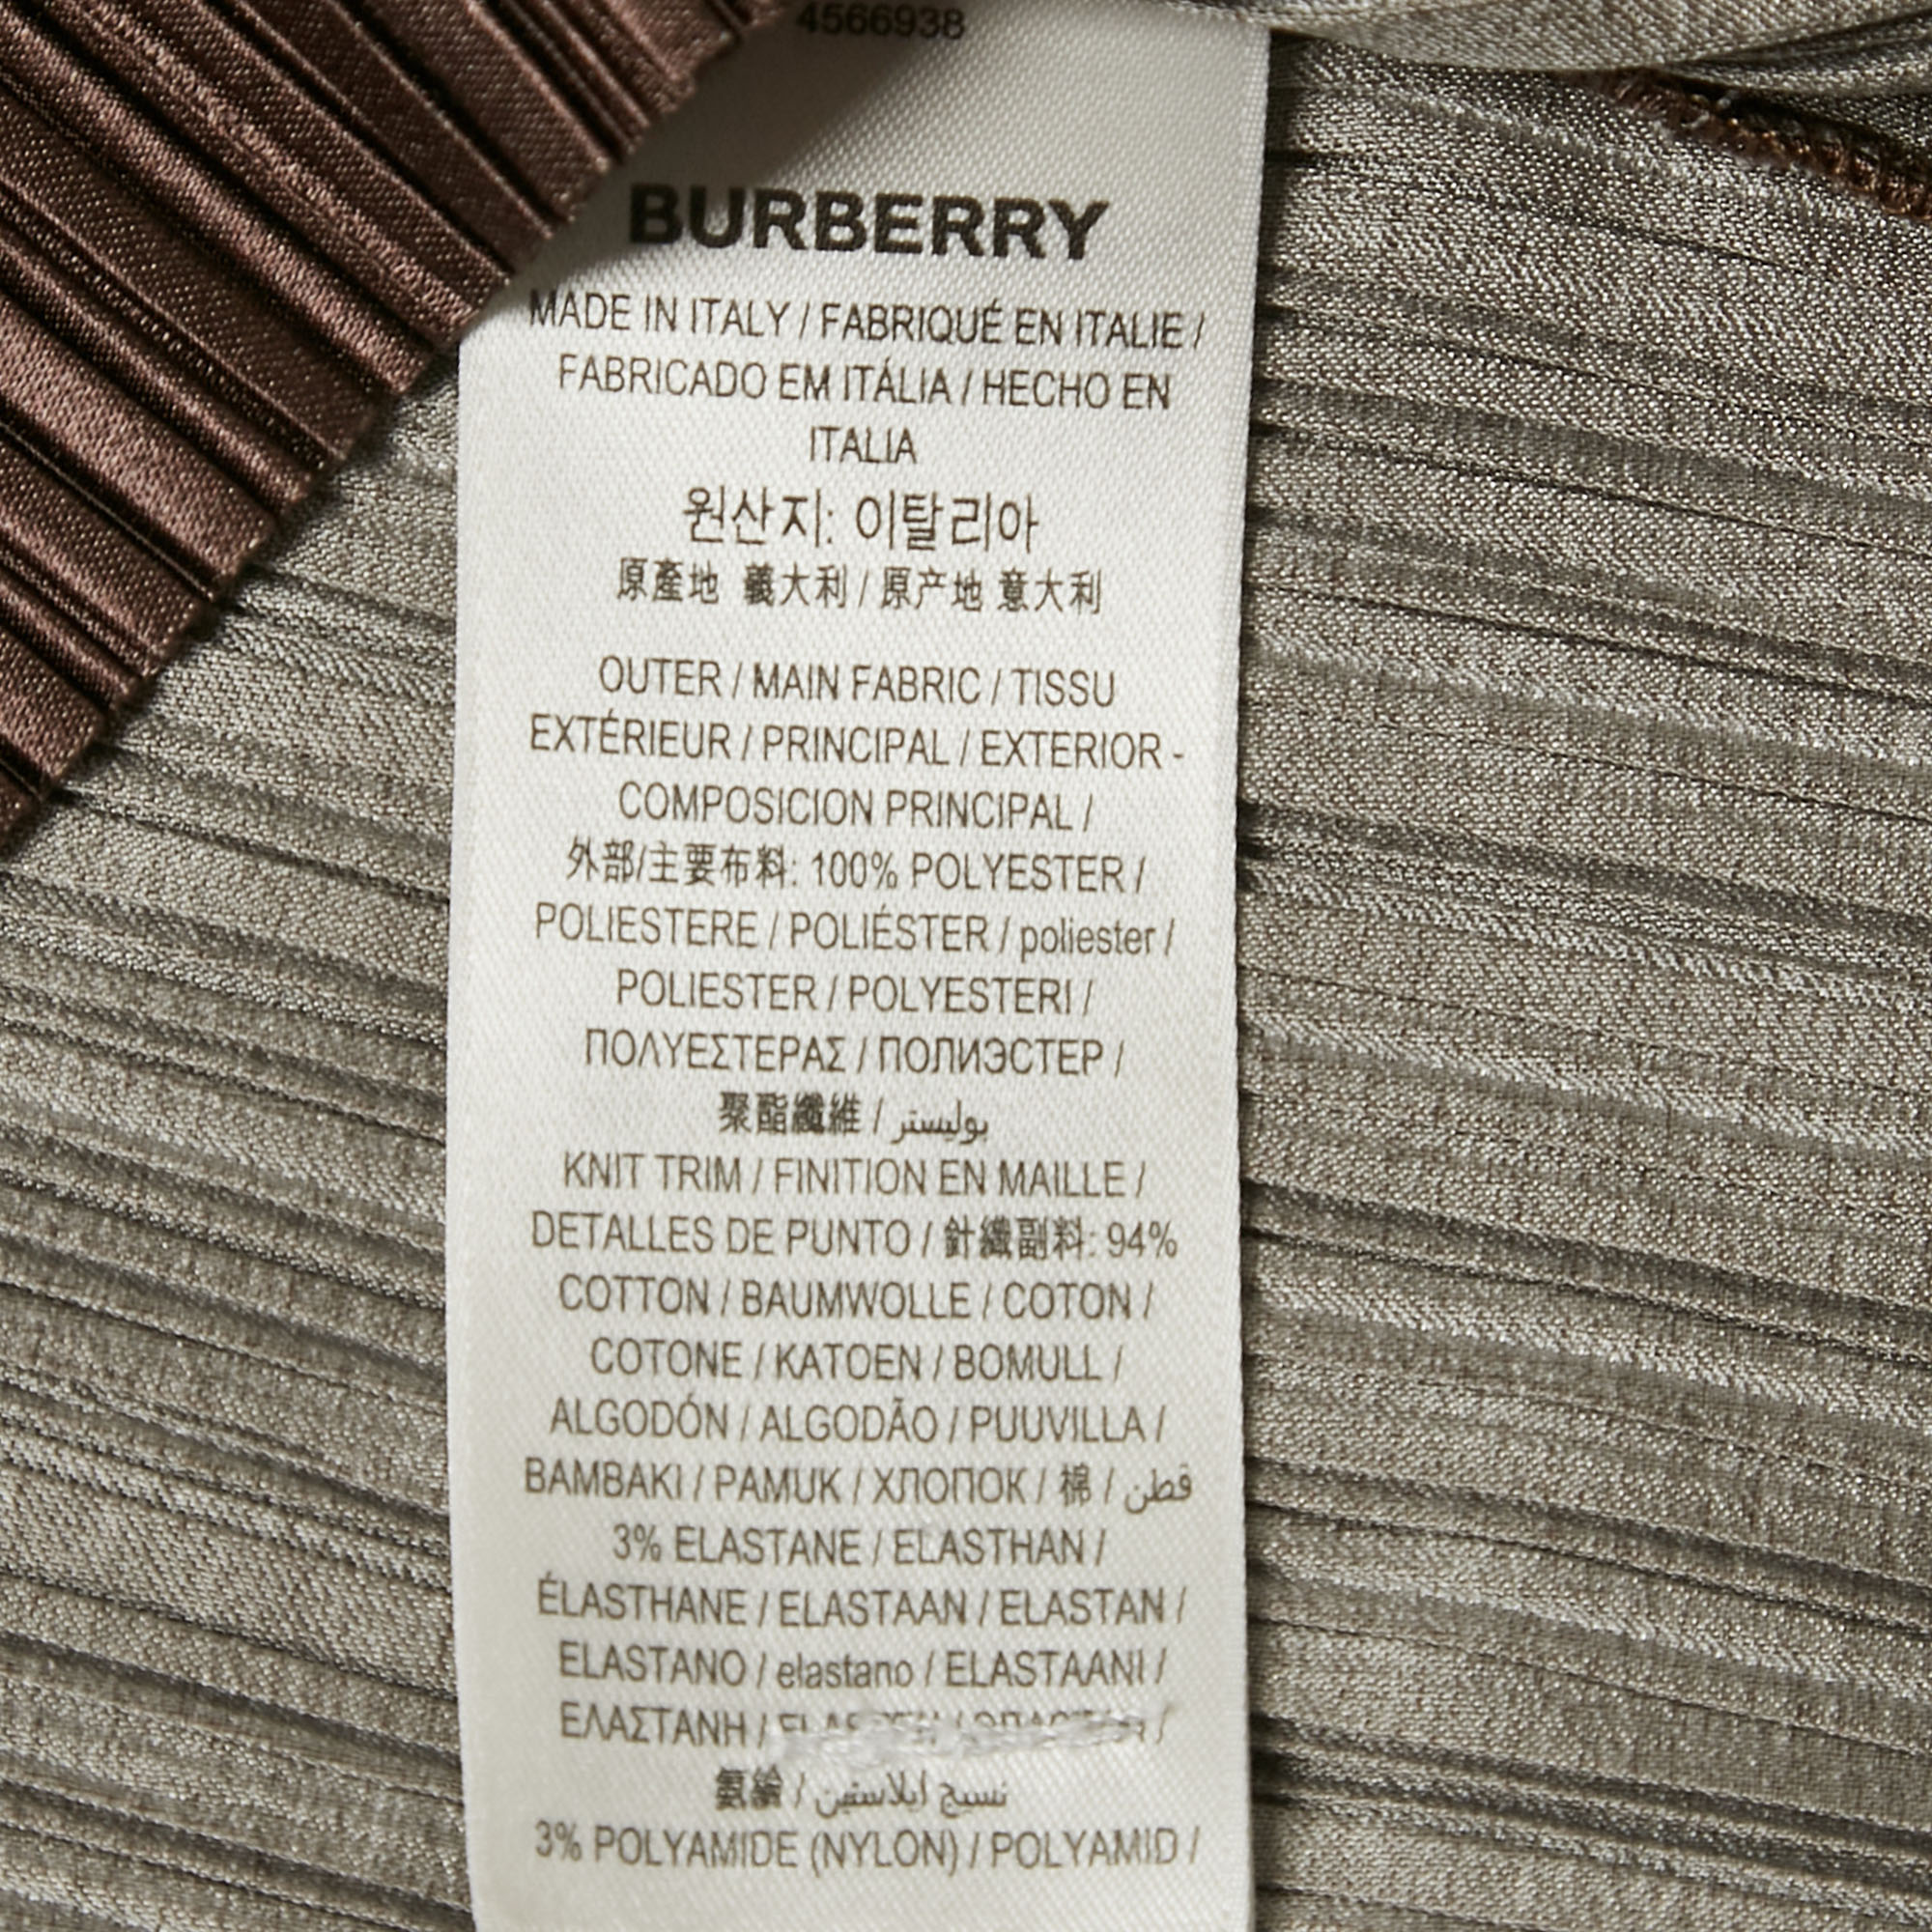 4566938
BURBERRY
MADE IN ITALY / FABRIQUÉ EN ITALIE /
FABRICADO EM ITÁLIA / HECHO EN
ITALIA
원산지: 이탈리아
原產地 義大利 / 原产地 意大利
OUTER / MAIN FABRIC / TISSU
EXTÉRIEUR / PRINCIPAL / EXTERIOR -
COMPOSICION PRINCIPAL /
外部/主要布料: 100% POLYESTER /
POLIESTERE / POLIÉSTER / poliester /
POLIESTER / POLYESTERI /
ΠΟΛΥΕΣΤΕΡΑΣ / ПОЛИЭСТЕР /
聚酯纖維 / بوليستر
KNIT TRIM / FINITION EN MAILLE /
DETALLES DE PUNTO / 針織副料: 94%
COTTON / BAUMWOLLE / COTON /
COTONE / KATOEN / BOMULL /
ALGODÓN / ALGODÃO / PUUVILLA /
BAMBAKI / PAMUK / ХЛОПОК / 棉 / قطن
3% ELASTANE / ELASTHAN /
ÉLASTHANE / ELASTAAN / ELASTAN /
ELASTANO / elastano / ELASTAANI /
ΕΛΑΣΤΑΝΗ /
氨綸 / نسيج ايلاستين
3% POLYAMIDE (NYLON) / POLYAMID /